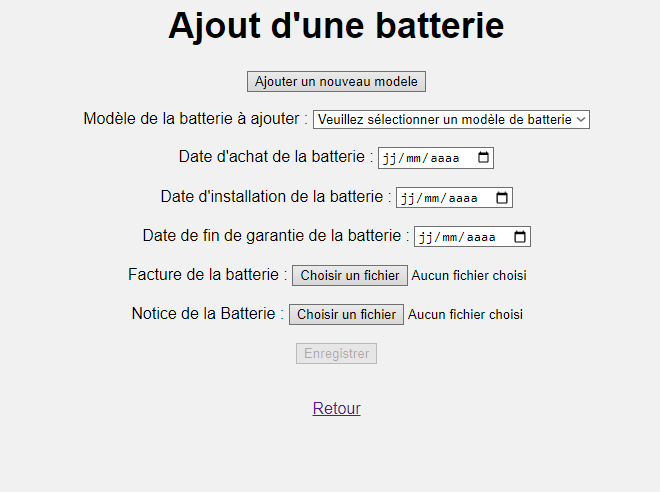 Ajout d'une batterie
Ajouter un nouveau modele
Modèle de la batterie à ajouter : Veuillez sélectionner un modèle de batterie
Date d'achat de la batterie : jj/mm/aaaa
Date d'installation de la batterie : jj/mm/aaaa
Date de fin de garantie de la batterie : jj/mm/aaaa
Facture de la batterie : Choisir un fichier Aucun fichier choisi
Notice de la Batterie : Choisir un fichier Aucun fichier choisi
Enregistrer
Retour